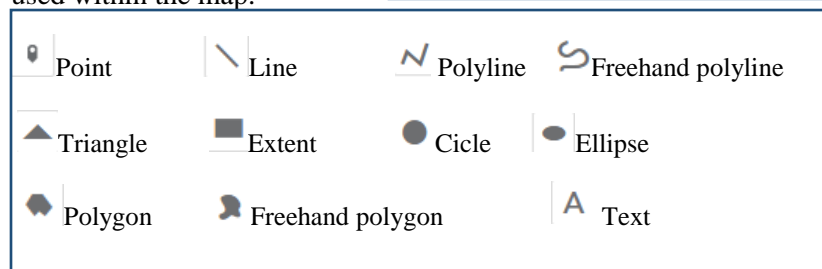 used within the map.
Point Line Polyline Freehand polyline
Triangle Extent Cicle Ellipse
Polygon Freehand polygon A Text